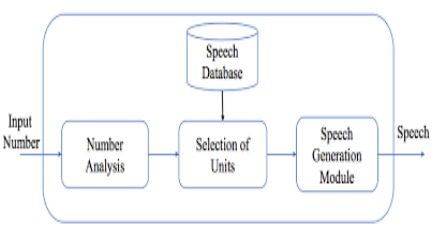 Speech
Database
Input
Number
Number
Analysis
Selection of
Units
Speech
Generation
Module
Speech